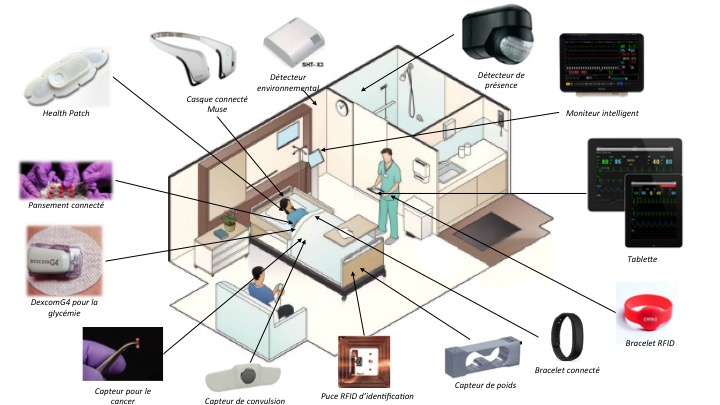 SHT- X3
Détecteur
environnemental
Détecteur de
présence
Health Patch
Casque connecté
Muse
Moniteur intelligent
Pansement connecté
DEXCOM G4
DexcomG4 pour la
glycémie
Tablette
Bracelet RFID
Capteur pour le
cancer
Capteur de convulsion
Puce RFID d'identification
Capteur de poids
Bracelet connecté